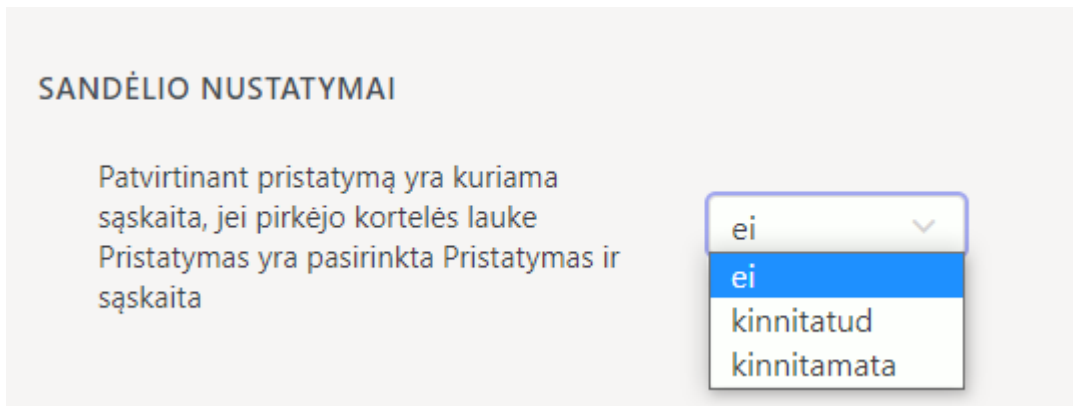 SANDĖLIO NUSTATYMAI
Patvirtinant pristatymą yra kuriama
sąskaita, jei pirkėjo kortelės lauke
Pristatymas yra pasirinkta Pristatymas ir
sąskaita
ei
ei
kinnitatud
kinnitamata